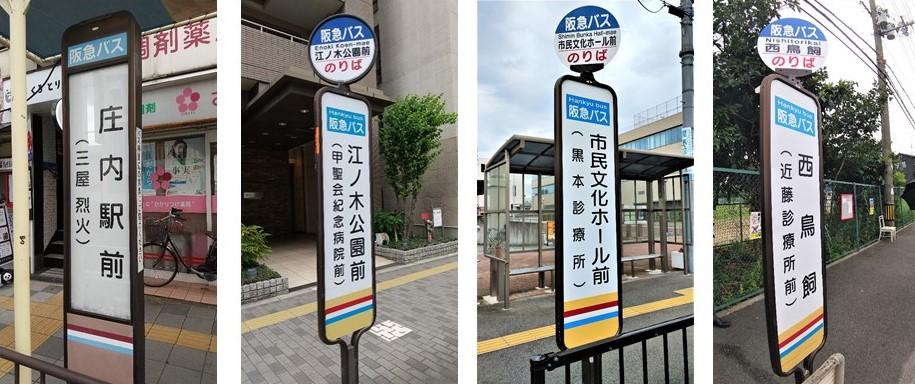 阪急バス
庄内駅前
(三屋烈火)
調剤薬
阪急バス
Enoki Koen-mae
江ノ木公園前
のりば
Hankyu bus
阪急バス
江ノ木公園前
(甲聖会紀念病院前)
阪急バス
Shimin Bunka Hall-mae
市民文化ホール前
のりば
Hankyu bus
阪急バス
市民文化ホール前
(黒本診療所)
阪急バス
Nishitorikai
西鳥飼
のりば
Hankyu bus
阪急バス
西鳥飼
(近藤診療所前)